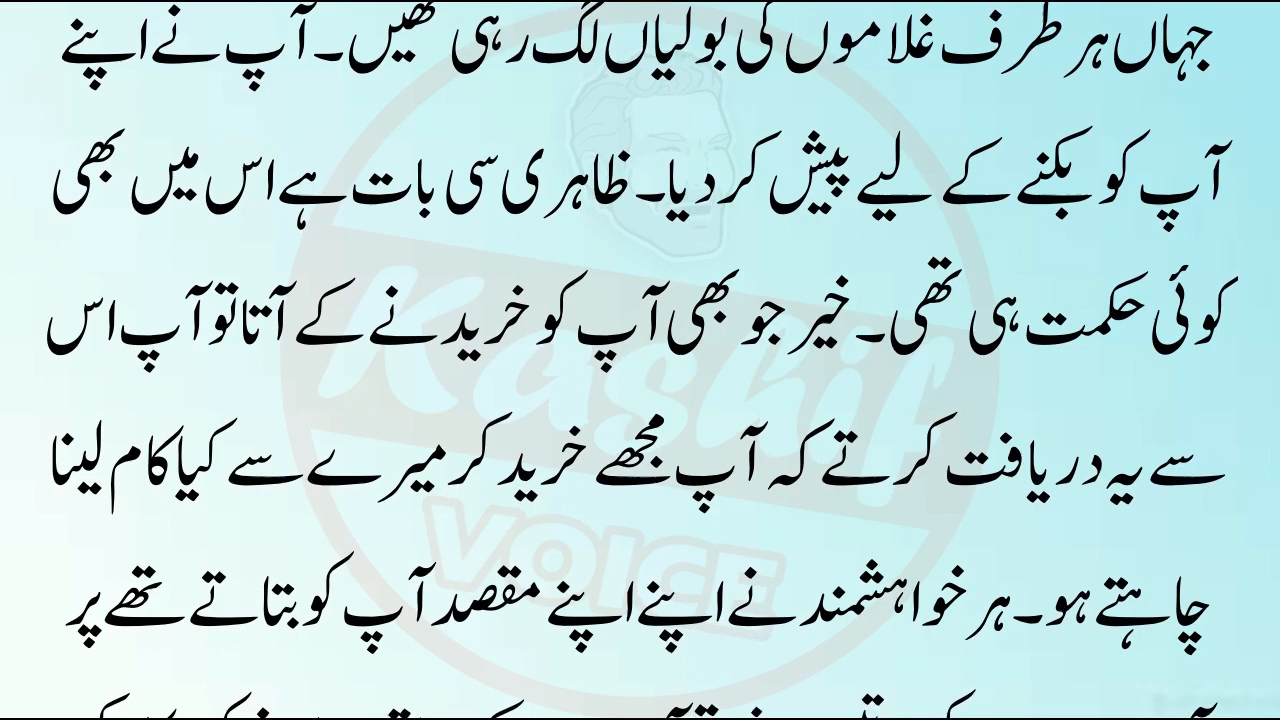 جہاں ہر طرف غلاموں کی بولیاں لگ رہی تھیں۔ آپ نے اپنے
آپ کو بکنے کے لیے پیش کر دیا۔ ظاہری سی بات ہے اس میں بھی
کوئی حکمت ہی تھی۔ خیر جو بھی آپ کو خریدنے کے آتا تو آپ اس
سے یہ دریافت کرتے کہ آپ مجھے خرید کر میرے سے کیا کام لینا
چاہتے ہو۔ ہر خواہشمند نے اپنے اپنے مقصد آپ کو بتاتے تھے پر
Kashif
VOICE